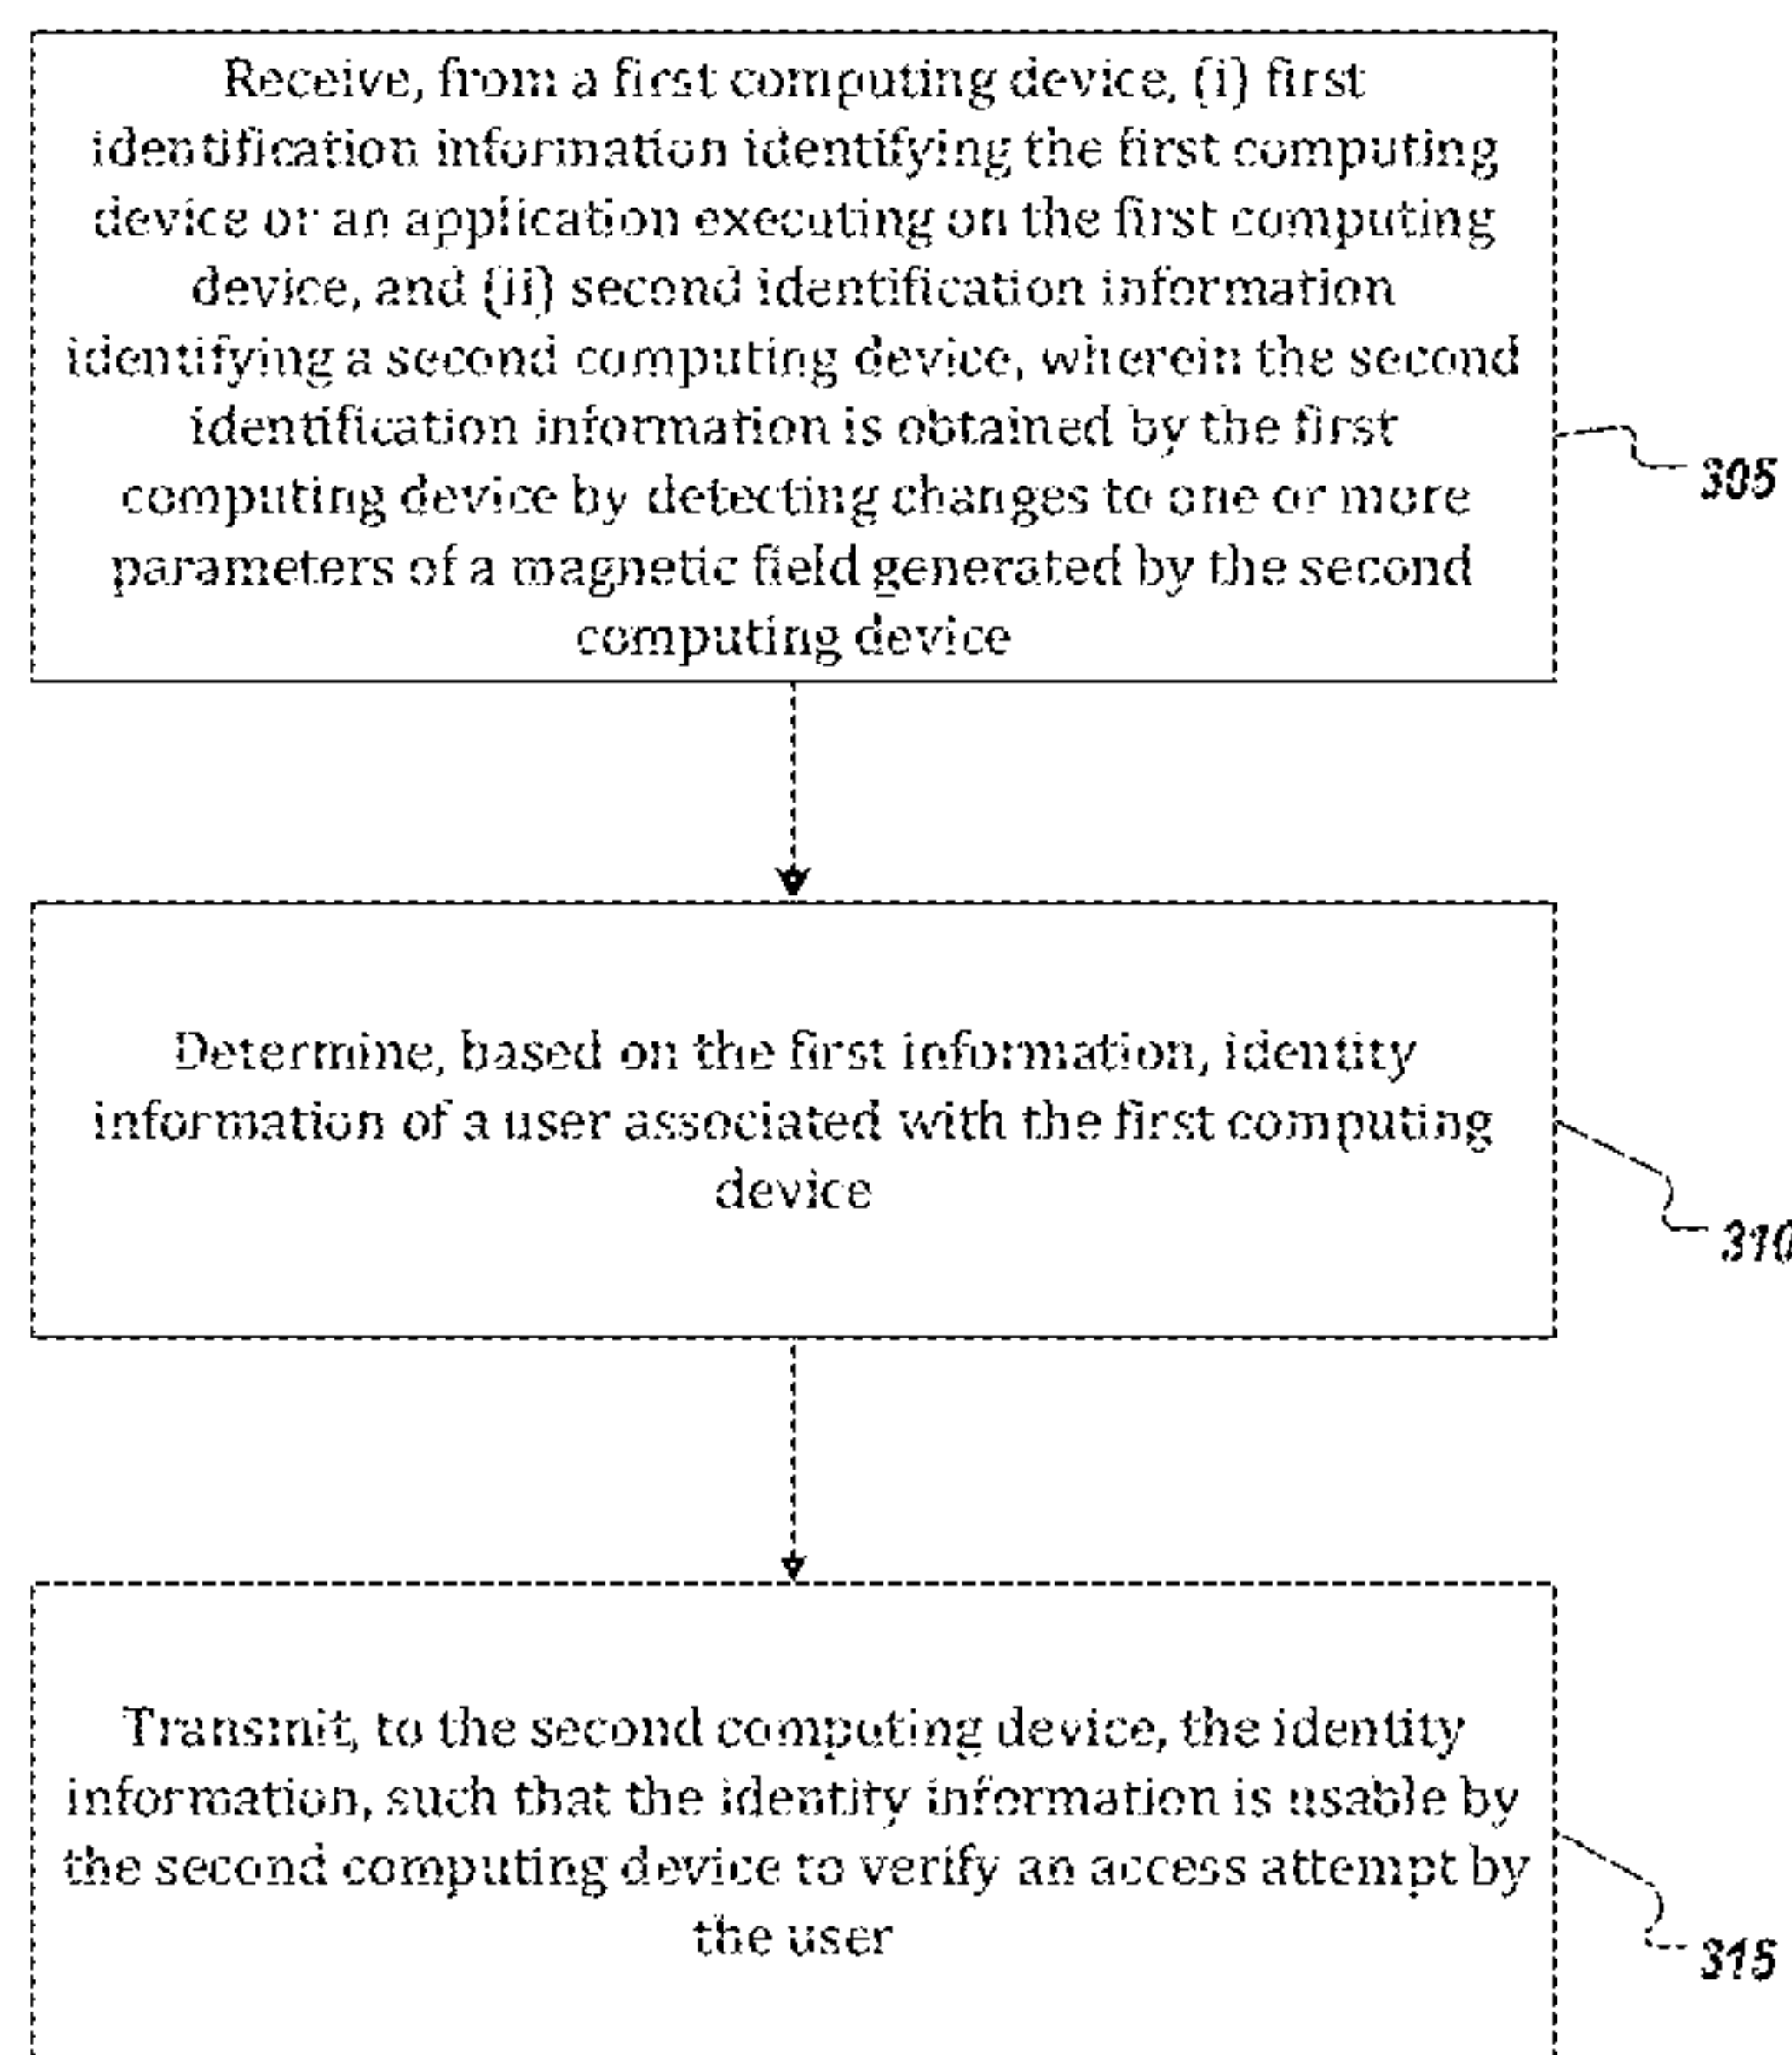 Receive, from a first computing device, (i) first
identification information identifying the first computing
device or an application executing on the first computing
device, and (ii) second identification information
identifying a second computing device, wherein the second
identification information is obtained by the first
computing device by detecting changes to one or more
parameters of a magnetic field generated by the second
computing device
305
Determine, based on the first information, identity
information of a user associated with the first computing
device
310
Transmit, to the second computing device, the identity
information, such that the identity information is usable by
the second computing device to verify an access attempt by
the user
315